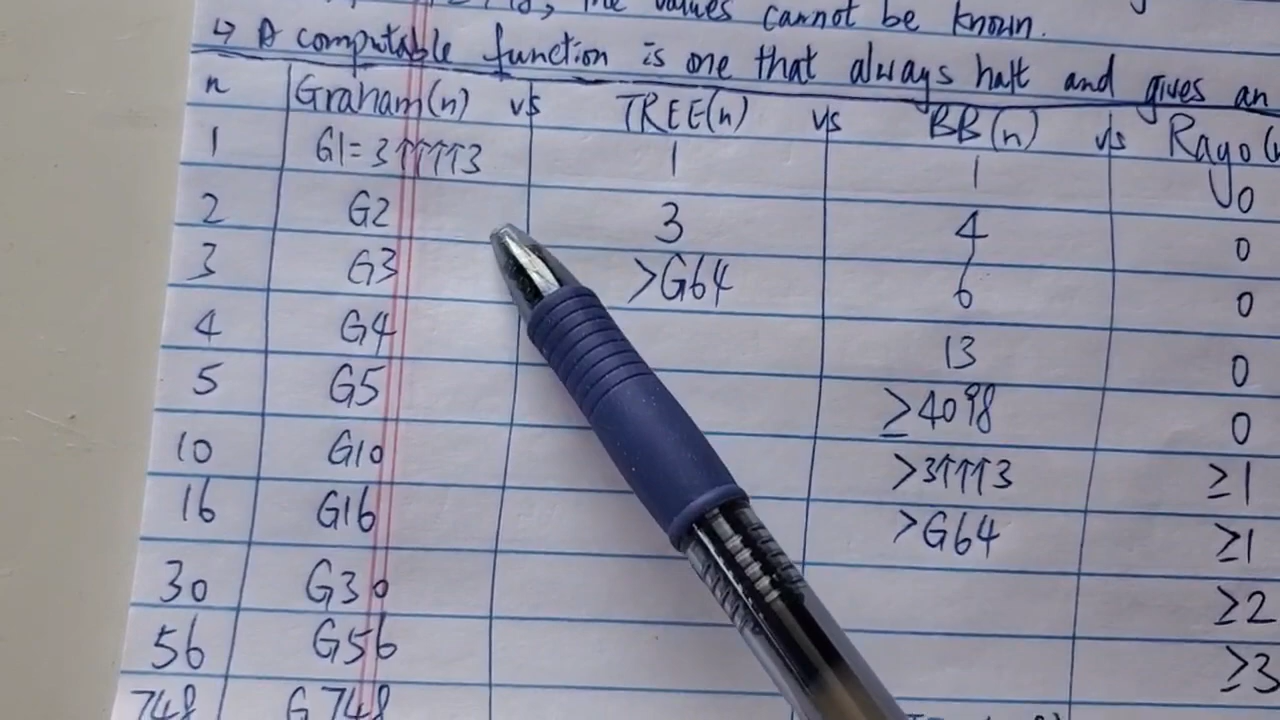 the values cannot be known.
↳ A computable function is one that always halt and gives an
n Graham(n) vs TREE(n) vs BB(n) vs Rayo(
1 G1=3↑↑↑↑3 1 1 0
2 G2 3 4 0
3 G3 >G64 6 0
4 G4 13 0
5 G5 ≥4098 0
10 G10 >3↑↑↑3 ≥1
16 G16 >G64 ≥1
30 G30 ≥2
56 G56 ≥3
748 G748